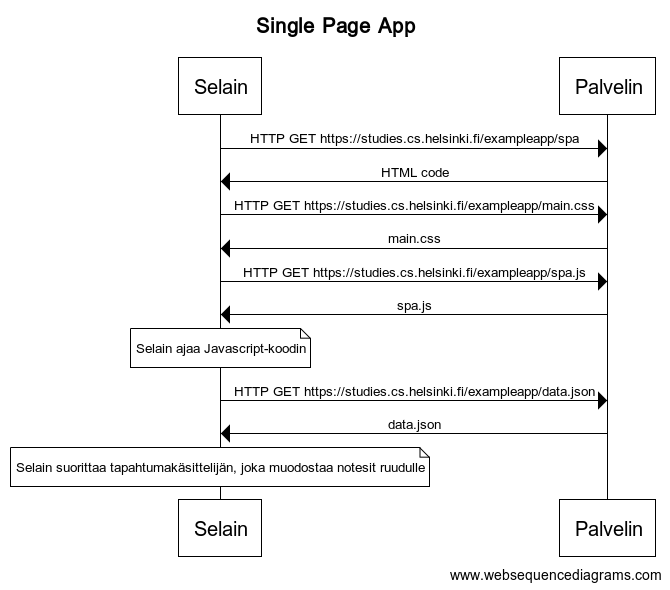 Single Page App
Selain
Palvelin
HTTP GET https://studies.cs.helsinki.fi/exampleapp/spa
HTML code
HTTP GET https://studies.cs.helsinki.fi/exampleapp/main.css
main.css
HTTP GET https://studies.cs.helsinki.fi/exampleapp/spa.js
spa.js
Selain ajaa Javascript-koodin
HTTP GET https://studies.cs.helsinki.fi/exampleapp/data.json
data.json
Selain suorittaa tapahtumakäsittelijän, joka muodostaa notesit ruudulle
Selain
Palvelin
www.websequencediagrams.com